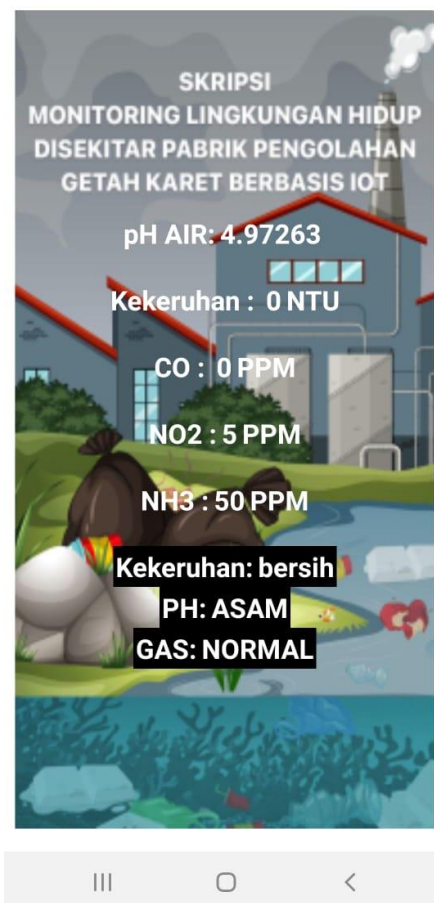 SKRIPSI
MONITORING LINGKUNGAN HIDUP
DISEKITAR PABRIK PENGOLAHAN
GETAH KARET BERBASIS IOT
pH AIR: 4.97263
Kekeruhan : 0 NTU
CO : 0 PPM
NO2 : 5 PPM
NH3 : 50 PPM
Kekeruhan: bersih
PH: ASAM
GAS: NORMAL